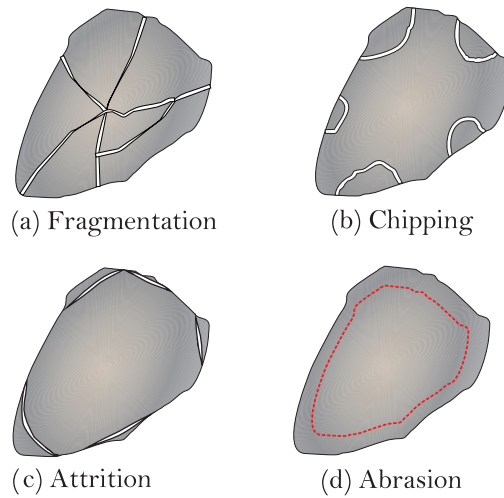 (a) Fragmentation
(b) Chipping
(c) Attrition
(d) Abrasion